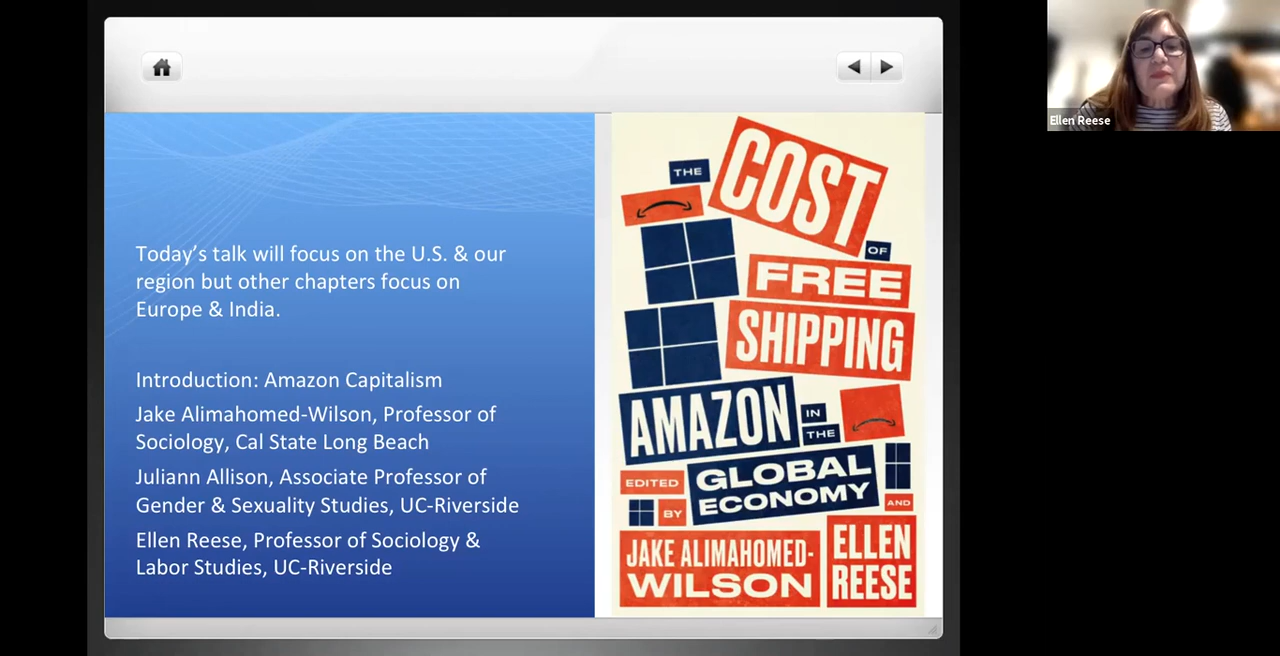 Today's talk will focus on the U.S. & our
region but other chapters focus on
Europe & India.
Introduction: Amazon Capitalism
Jake Alimahomed-Wilson, Professor of
Sociology, Cal State Long Beach
Juliann Allison, Associate Professor of
Gender & Sexuality Studies, UC-Riverside
Ellen Reese, Professor of Sociology &
Labor Studies, UC-Riverside
THE
COST
OF
FREE
SHIPPING
AMAZON
IN
THE
GLOBAL
ECONOMY
EDITED
BY
JAKE ALIMAHOMED-
WILSON
AND
ELLEN
REESE
Ellen Reese